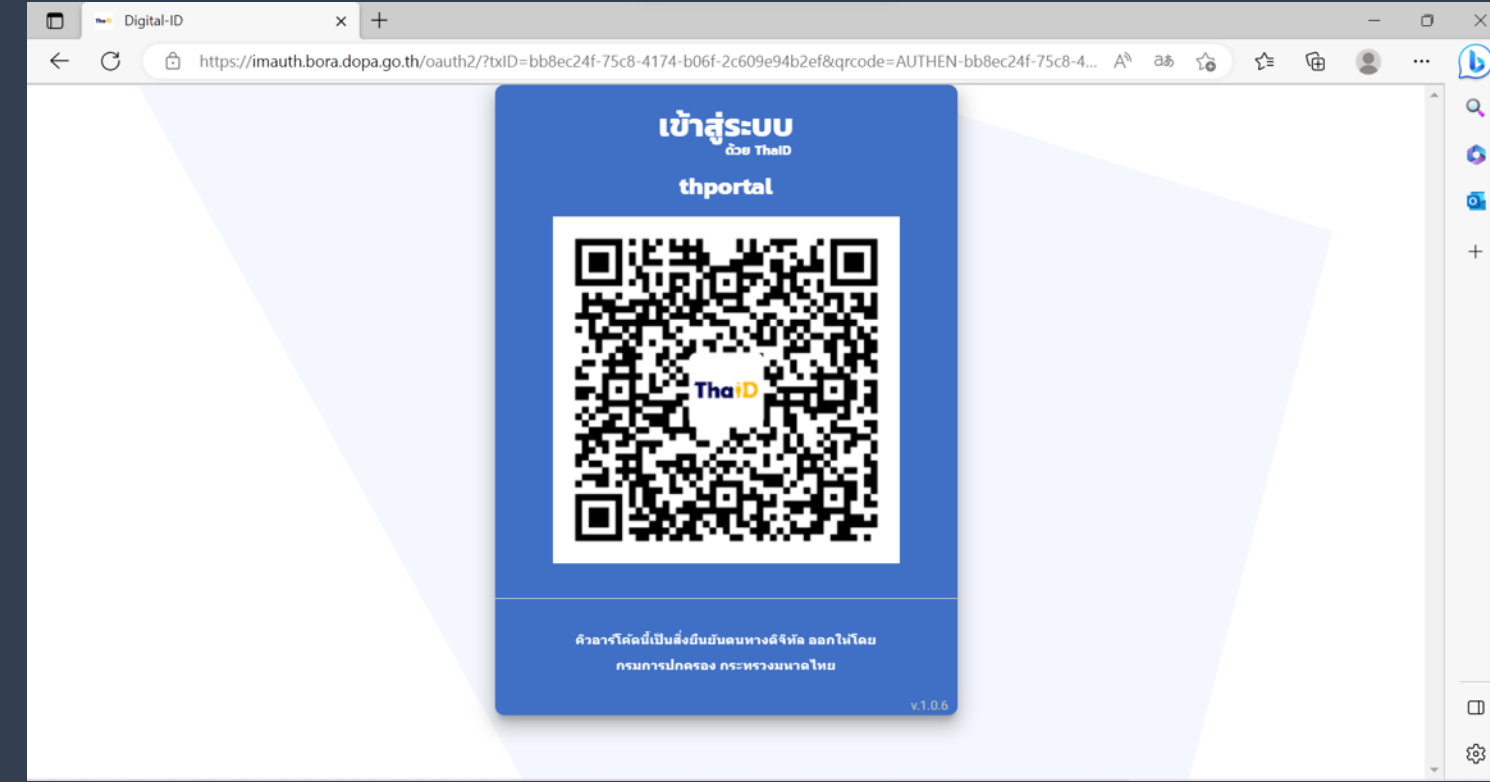 Digital-ID
https://imauth.bora.dopa.go.th/oauth2/?txID=bb8ec24f-75c8-4174-b06f-2c609e94b2ef&qrcode=AUTHEN-bb8ec24f-75c8-4...
เข้าสู่ระบบ
ด้วย ThaID
thportal
ThaiD
คิวอาร์โค้ดนี้เป็นสิ่งยืนยันตนทางดิจิทัล ออกให้โดย
กรมการปกครอง กระทรวงมหาดไทย
v.1.0.6